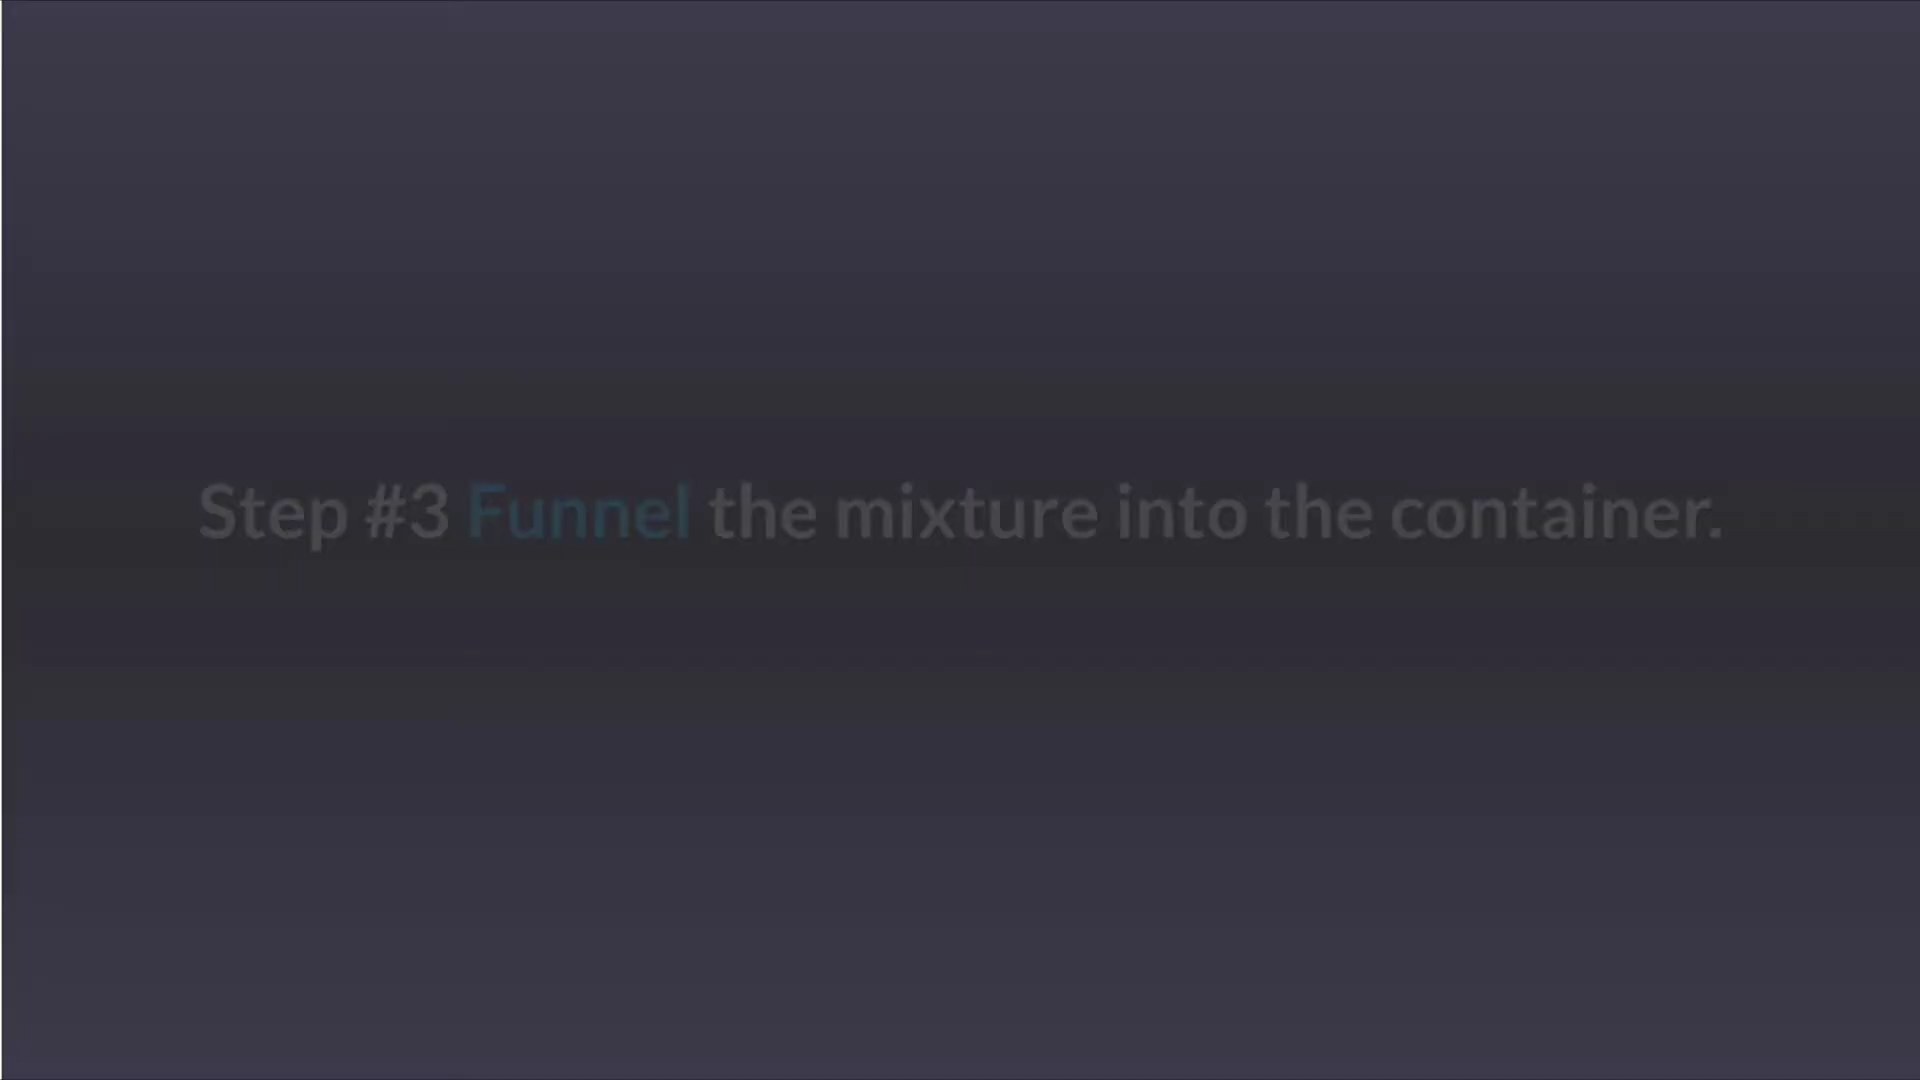 Step #3 Funnel the mixture into the container.